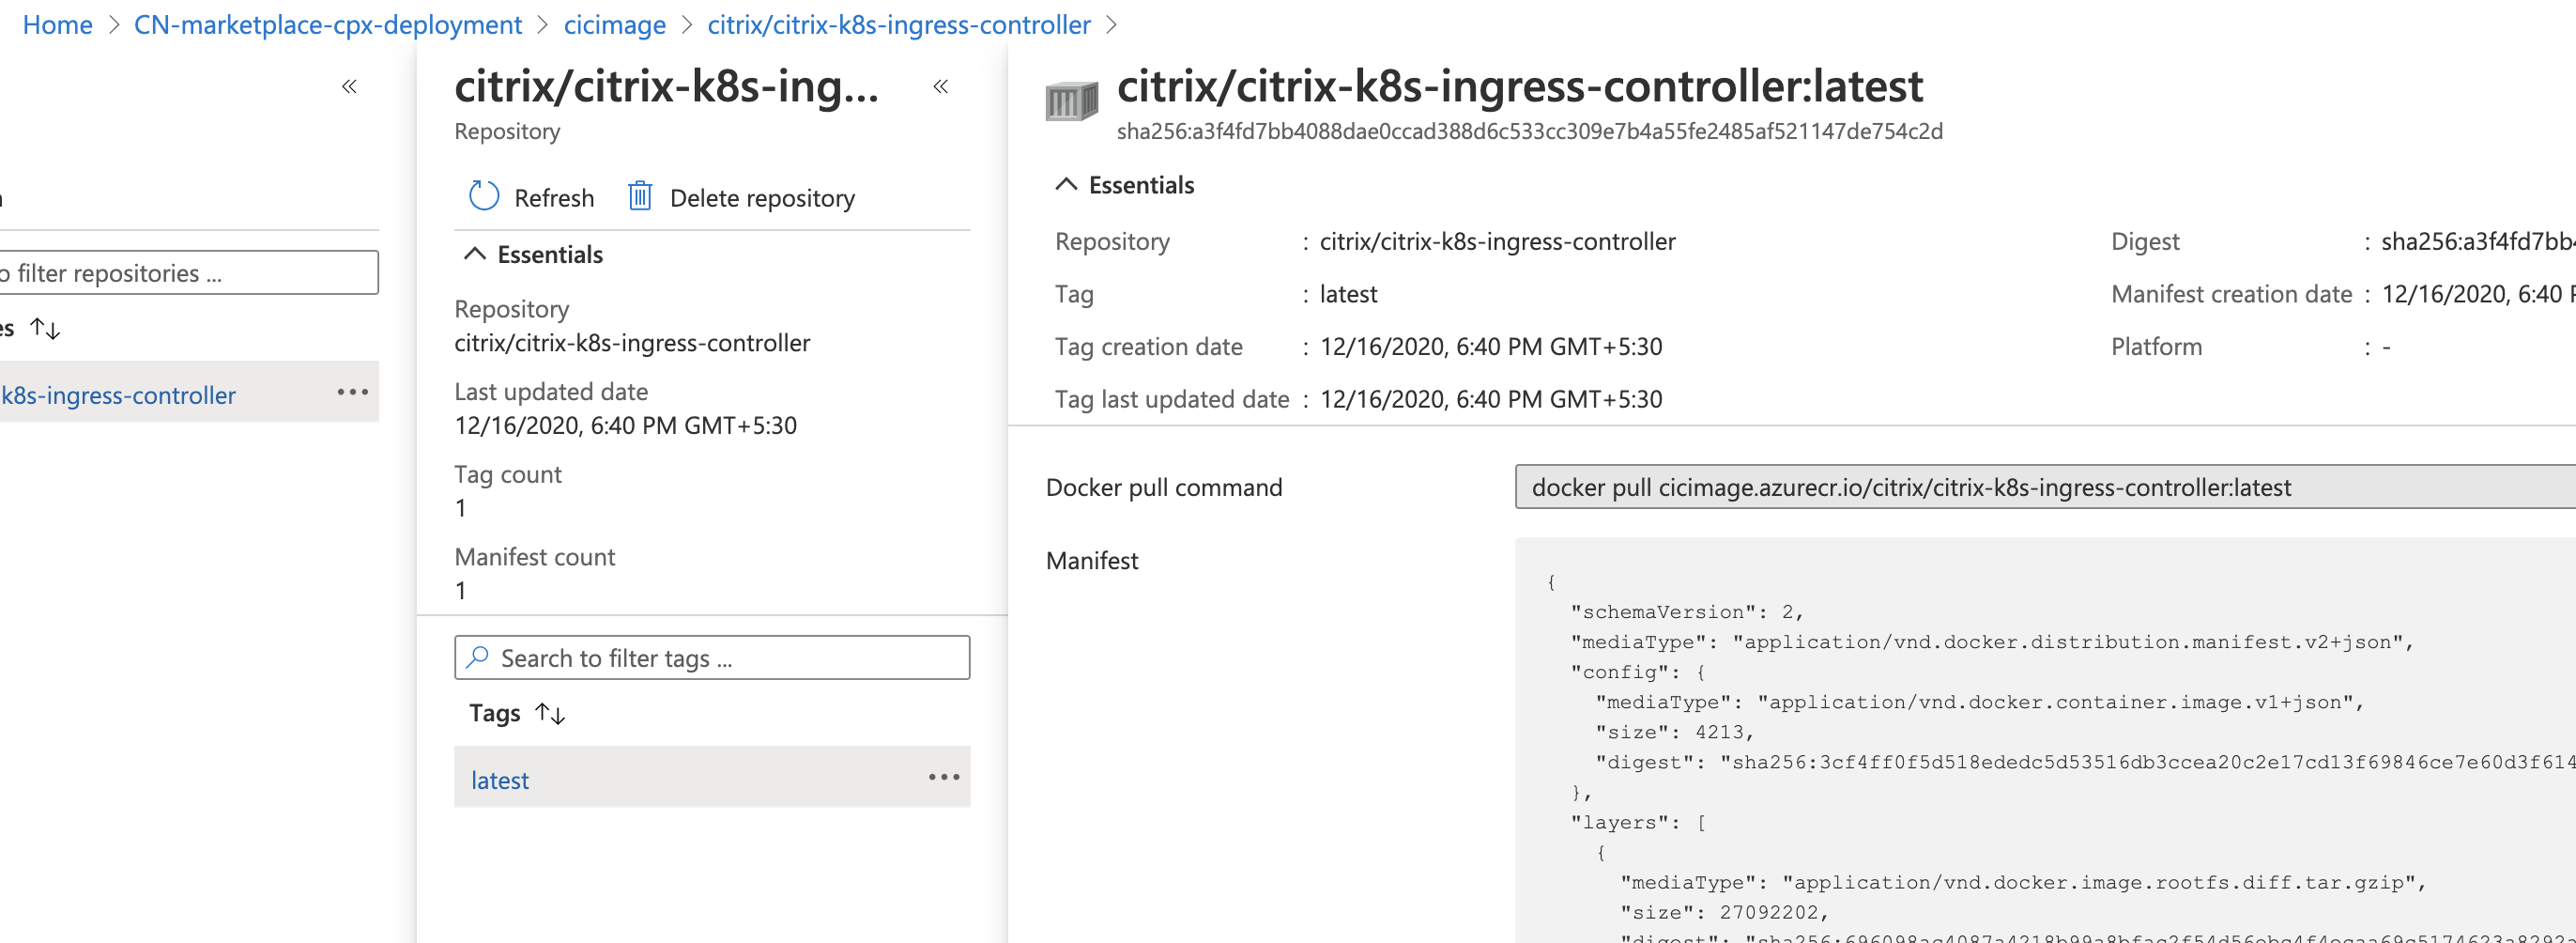 Home > CN-marketplace-cpx-deployment > cicimage > citrix/citrix-k8s-ingress-controller >
o filter repositories ...
es
k8s-ingress-controller
citrix/citrix-k8s-ing...
Repository
Refresh Delete repository
Essentials
Repository
citrix/citrix-k8s-ingress-controller
Last updated date
12/16/2020, 6:40 PM GMT+5:30
Tag count
1
Manifest count
1
Search to filter tags ...
Tags
latest
citrix/citrix-k8s-ingress-controller:latest
sha256:a3f4fd7bb4088dae0ccad388d6c533cc309e7b4a55fe2485af521147de754c2d
Essentials
Repository : citrix/citrix-k8s-ingress-controller
Tag : latest
Tag creation date : 12/16/2020, 6:40 PM GMT+5:30
Tag last updated date : 12/16/2020, 6:40 PM GMT+5:30
Digest : sha256:a3f4fd7bb
Manifest creation date : 12/16/2020, 6:40
Platform : -
Docker pull command docker pull cicimage.azurecr.io/citrix/citrix-k8s-ingress-controller:latest
Manifest
{
"schemaVersion": 2,
"mediaType": "application/vnd.docker.distribution.manifest.v2+json",
"config": {
"mediaType": "application/vnd.docker.container.image.v1+json",
"size": 4213,
"digest": "sha256:3cf4ff0f5d518ededc5d53516db3ccea20c2e17cd13f69846ce7e60d3f614
},
"layers": [
{
"mediaType": "application/vnd.docker.image.rootfs.diff.tar.gzip",
"size": 27092202,